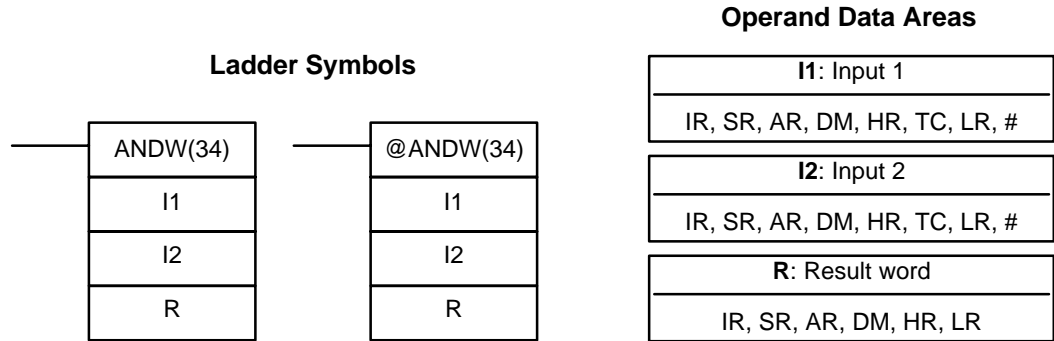 Ladder Symbols
ANDW(34)
I1
I2
R
@ANDW(34)
I1
I2
R
Operand Data Areas
I1: Input 1
IR, SR, AR, DM, HR, TC, LR, #
I2: Input 2
IR, SR, AR, DM, HR, TC, LR, #
R: Result word
IR, SR, AR, DM, HR, LR